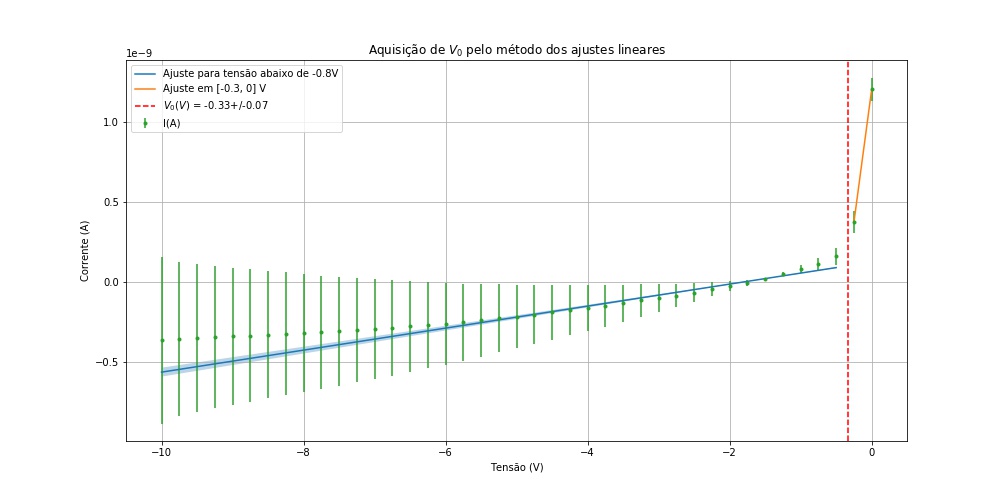 Aquisição de V₀ pelo método dos ajustes lineares
1e−9
Ajuste para tensão abaixo de -0.8V
Ajuste em [-0.3, 0] V
V₀(V) = -0.33+/-0.07
I(A)
1.0
0.5
0.0
−0.5
Corrente (A)
−10
−8
−6
−4
−2
0
Tensão (V)